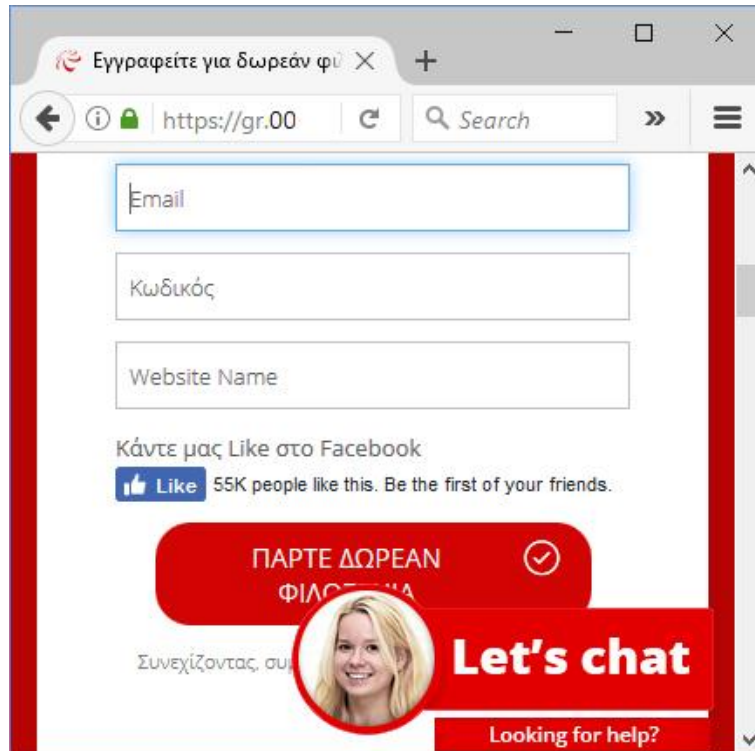 Εγγραφείτε για δωρεάν φι
https://gr.00
Search
Email
Κωδικός
Website Name
Κάντε μας Like στο Facebook
Like 55K people like this. Be the first of your friends.
ΠΑΡΤΕ ΔΩΡΕΑΝ
Συνεχίζοντας,
Let's chat
Looking for help?